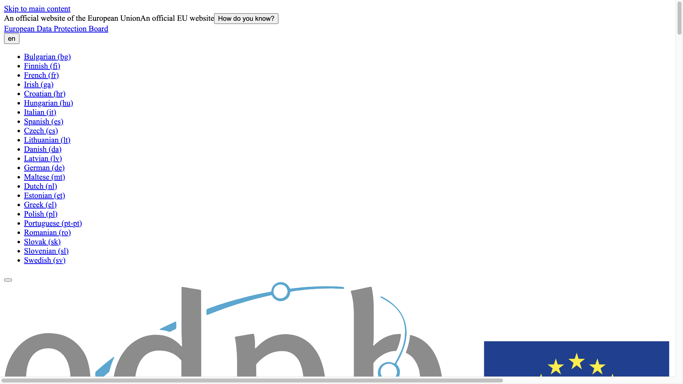 Skip to main content
An official website of the European UnionAn official EU website How do you know?
European Data Protection Board
en
Bulgarian (bg)
Finnish (fi)
French (fr)
Irish (ga)
Croatian (hr)
Hungarian (hu)
Italian (it)
Spanish (es)
Czech (cs)
Lithuanian (lt)
Danish (da)
Latvian (lv)
German (de)
Maltese (mt)
Dutch (nl)
Estonian (et)
Greek (el)
Polish (pl)
Portuguese (pt-pt)
Romanian (ro)
Slovak (sk)
Slovenian (sl)
Swedish (sv)
edpb